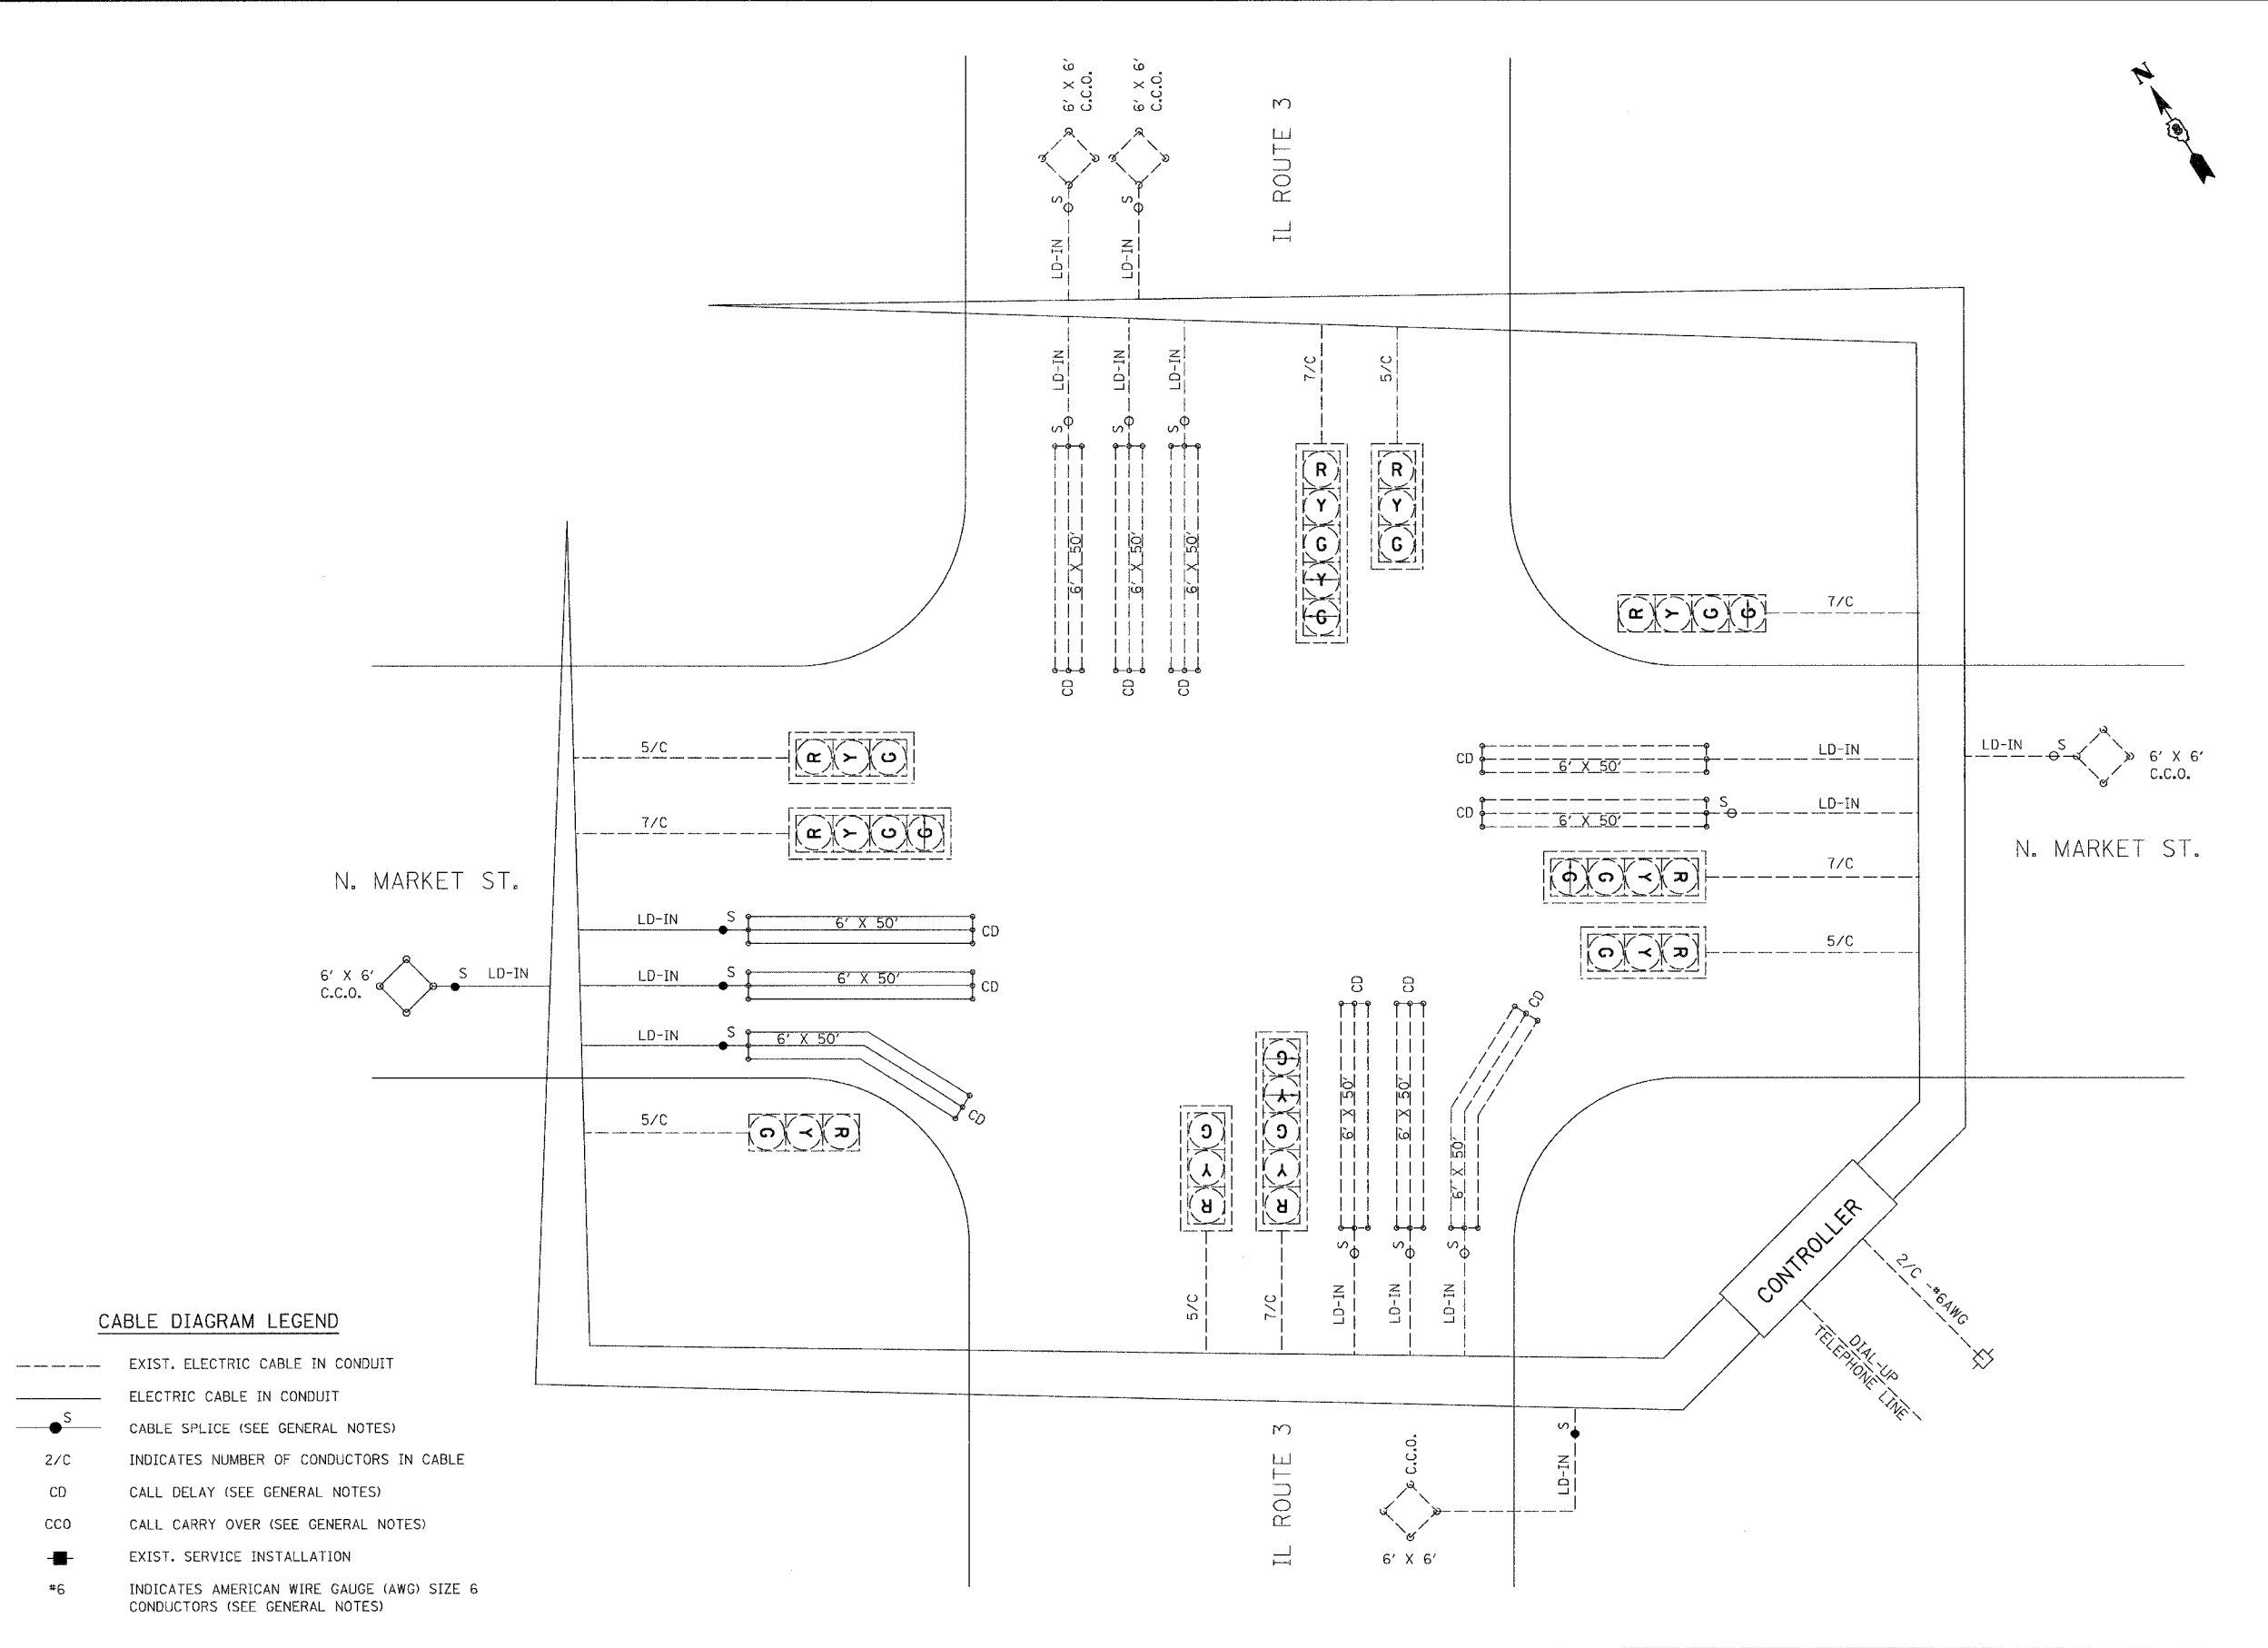 6' X 6'
C.C.O.
6' X 6'
C.C.O.
IL ROUTE 3
N
S
S
LD-IN
LD-IN
LD-IN
LD-IN
LD-IN
7/C
5/C
S
S
S
R
Y
G
Y
G
R
Y
G
6' X 50'
6' X 50'
6' X 50'
CD
CD
CD
R Y G G
7/C
5/C
R Y G
7/C
R Y G G
N. MARKET ST.
CD
6' X 50'
LD-IN
CD
6' X 50'
S
LD-IN
LD-IN
S
6' X 6'
C.C.O.
N. MARKET ST.
G G Y R
7/C
G Y R
5/C
LD-IN
S
6' X 50'
CD
6' X 6'
C.C.O.
S
LD-IN
LD-IN
S
6' X 50'
CD
LD-IN
S
6' X 50'
CD
5/C
G Y R
CD
CD
CD
G
Y
R
G
Y
G
Y
R
6' X 50'
6' X 50'
6' X 50'
S
S
S
5/C
7/C
LD-IN
LD-IN
LD-IN
CONTROLLER
2/C -#6AWG
DIAL-UP
TELEPHONE LINE
IL ROUTE 3
C.C.O.
6' X 6'
S
LD-IN
CABLE DIAGRAM LEGEND
EXIST. ELECTRIC CABLE IN CONDUIT
ELECTRIC CABLE IN CONDUIT
S CABLE SPLICE (SEE GENERAL NOTES)
2/C INDICATES NUMBER OF CONDUCTORS IN CABLE
CD CALL DELAY (SEE GENERAL NOTES)
CCO CALL CARRY OVER (SEE GENERAL NOTES)
EXIST. SERVICE INSTALLATION
#6 INDICATES AMERICAN WIRE GAUGE (AWG) SIZE 6
CONDUCTORS (SEE GENERAL NOTES)